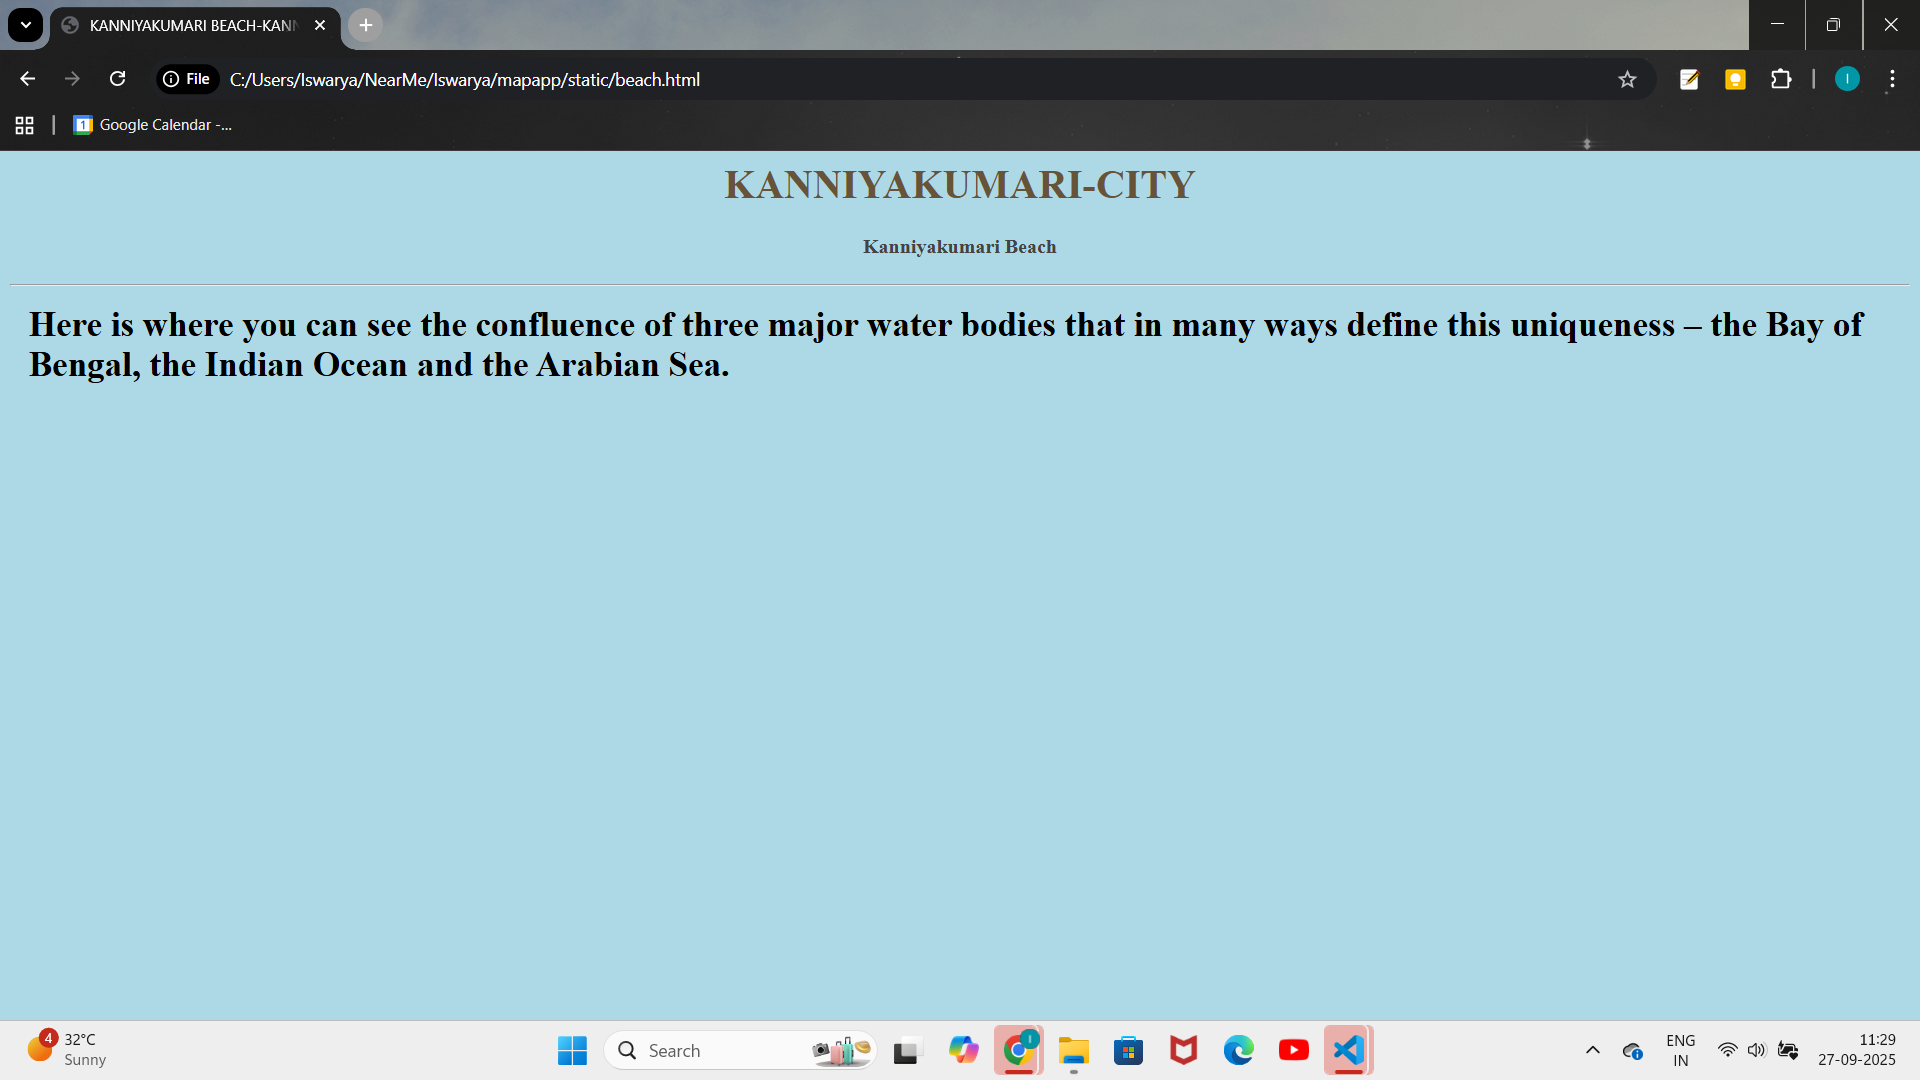 KANNIYAKUMARI BEACH-KAN
File
C:/Users/Iswarya/NearMe/Iswarya/mapapp/static/beach.html
I
1
Google Calendar -...
KANNIYAKUMARI-CITY
Kanniyakumari Beach
Here is where you can see the confluence of three major water bodies that in many ways define this uniqueness – the Bay of
Bengal, the Indian Ocean and the Arabian Sea.
4
32°C
Sunny
Search
I
ENG
IN
11:29
27-09-2025